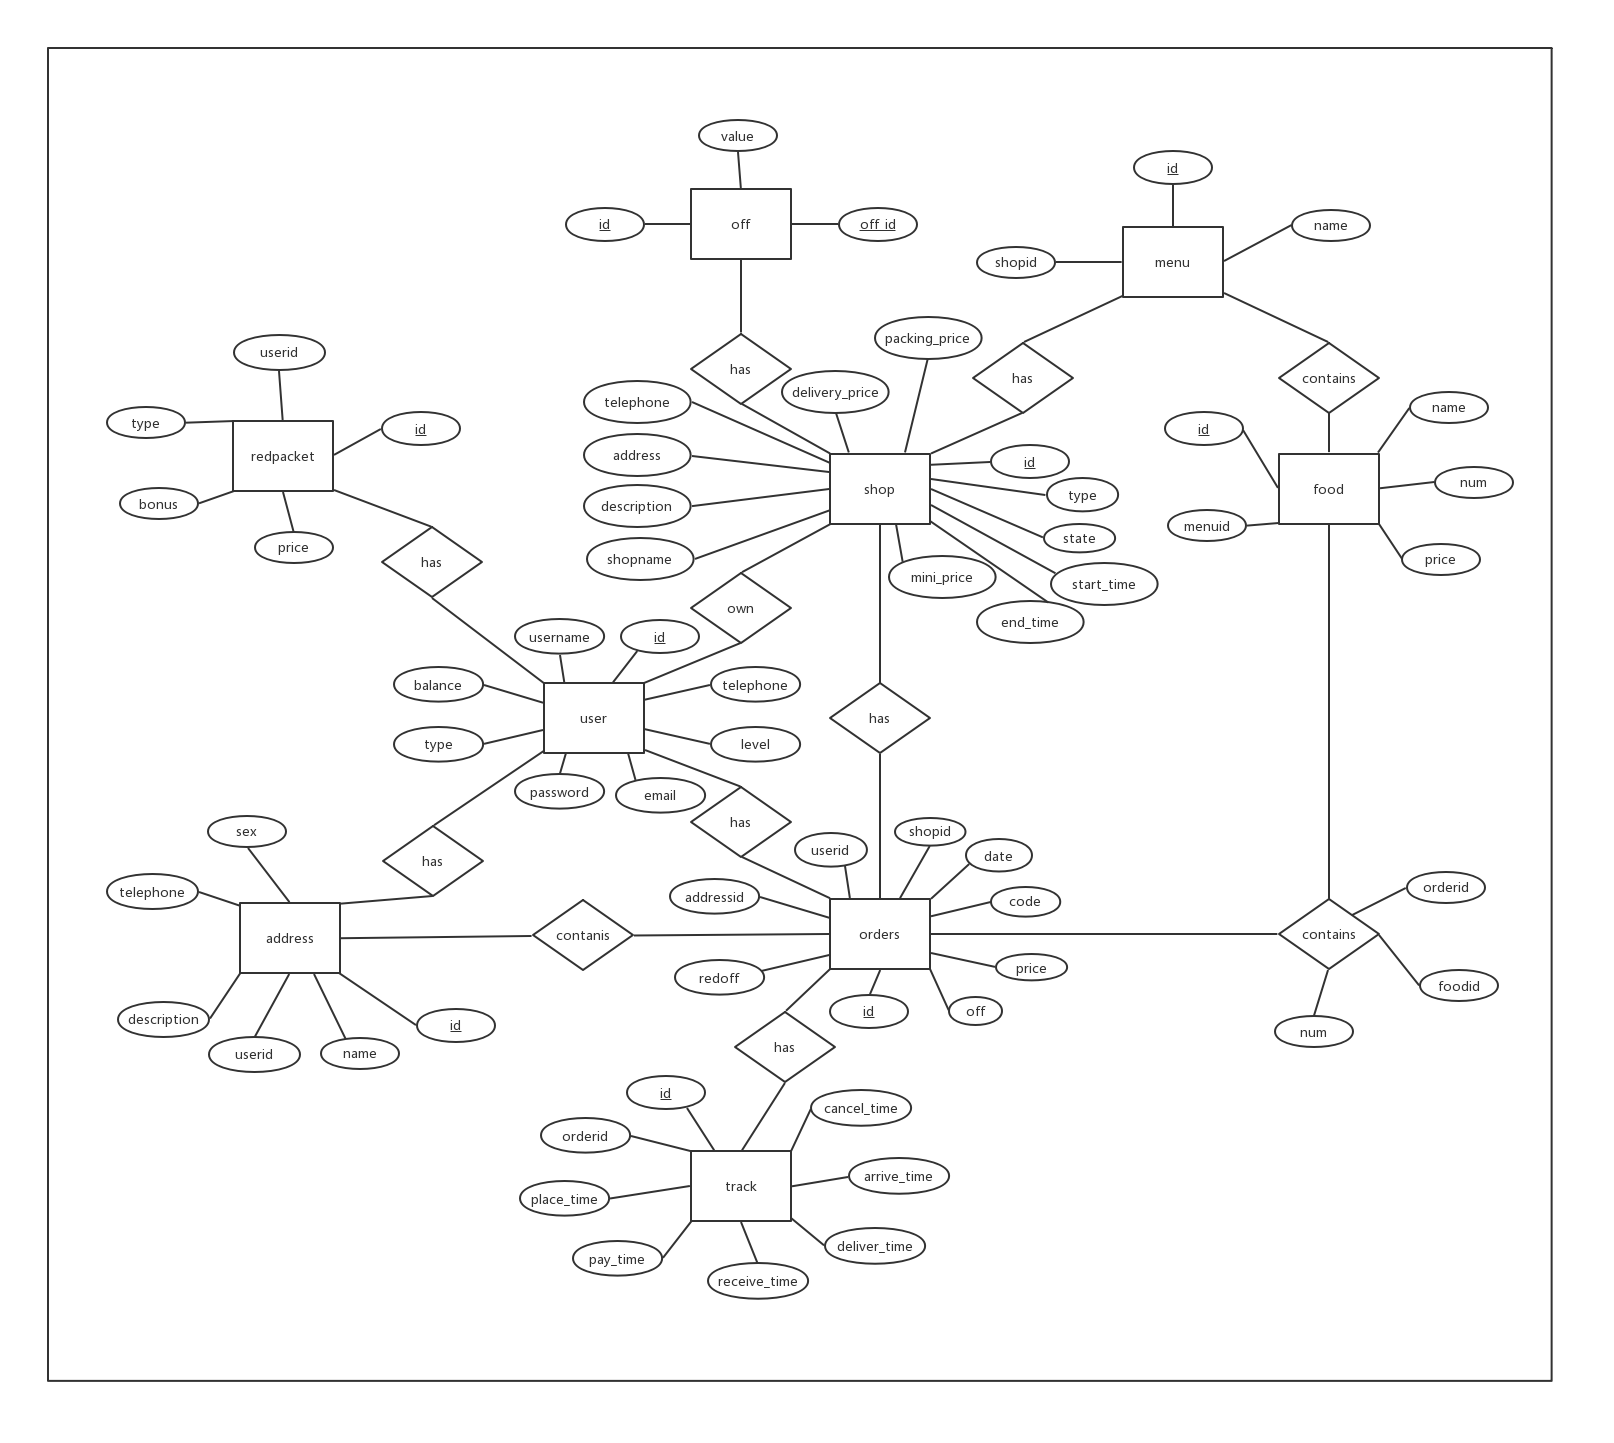 value
id
off
off_id
id
name
shopid
menu
packing_price
userid
has
delivery_price
has
contains
telephone
type
id
redpacket
bonus
price
has
address
description
shopname
shop
id
type
state
start_time
end_time
mini_price
id
name
num
food
menuid
price
own
username
id
balance
telephone
user
type
level
password
email
has
has
has
sex
telephone
address
description
userid
name
id
contanis
userid
shopid
date
addressid
code
orders
redoff
price
id
off
contains
orderid
foodid
num
has
id
cancel_time
orderid
arrive_time
track
place_time
deliver_time
pay_time
receive_time